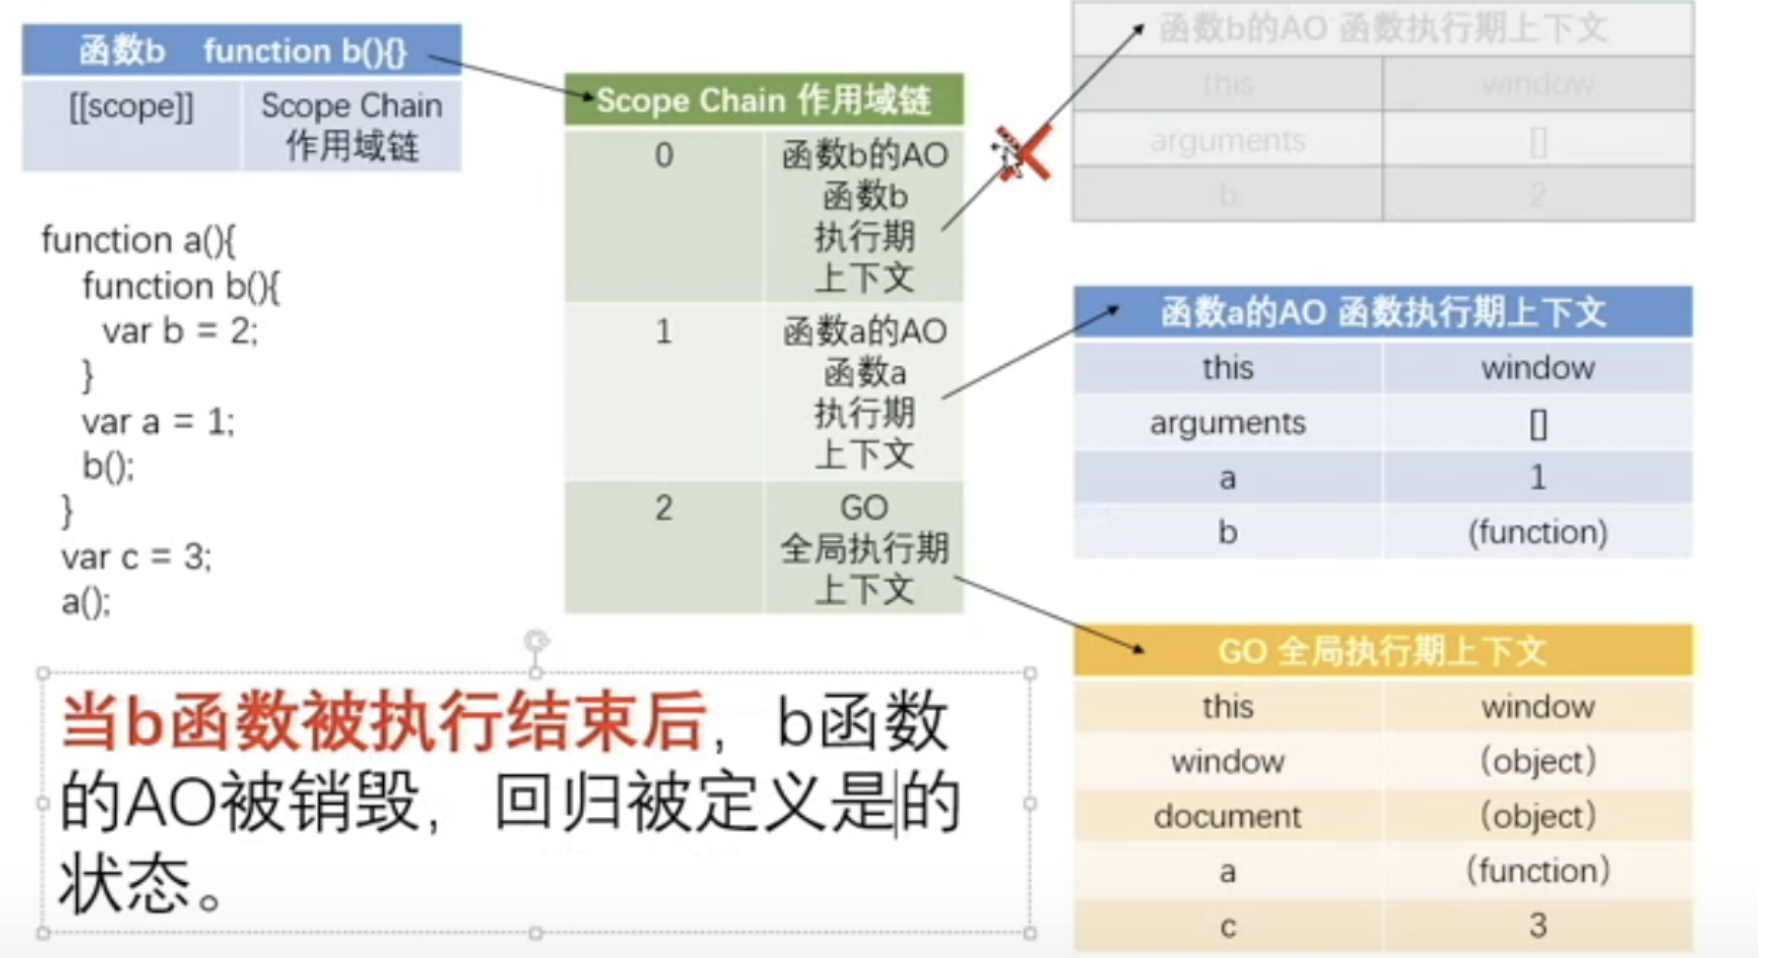 函数b function b(){}
[[scope]] Scope Chain
作用域链
function a(){
function b(){
var b = 2;
}
var a = 1;
b();
}
var c = 3;
a();
Scope Chain 作用域链
0 函数b的AO
函数b
执行期
上下文
1 函数a的AO
函数a
执行期
上下文
2 GO
全局执行期
上下文
函数b的AO 函数执行期上下文
this window
arguments []
b 2
函数a的AO 函数执行期上下文
this window
arguments []
a 1
b (function)
GO 全局执行期上下文
this window
window (object)
document (object)
a (function)
c 3
当b函数被执行结束后，b函数
的AO被销毁，回归被定义是的
状态。